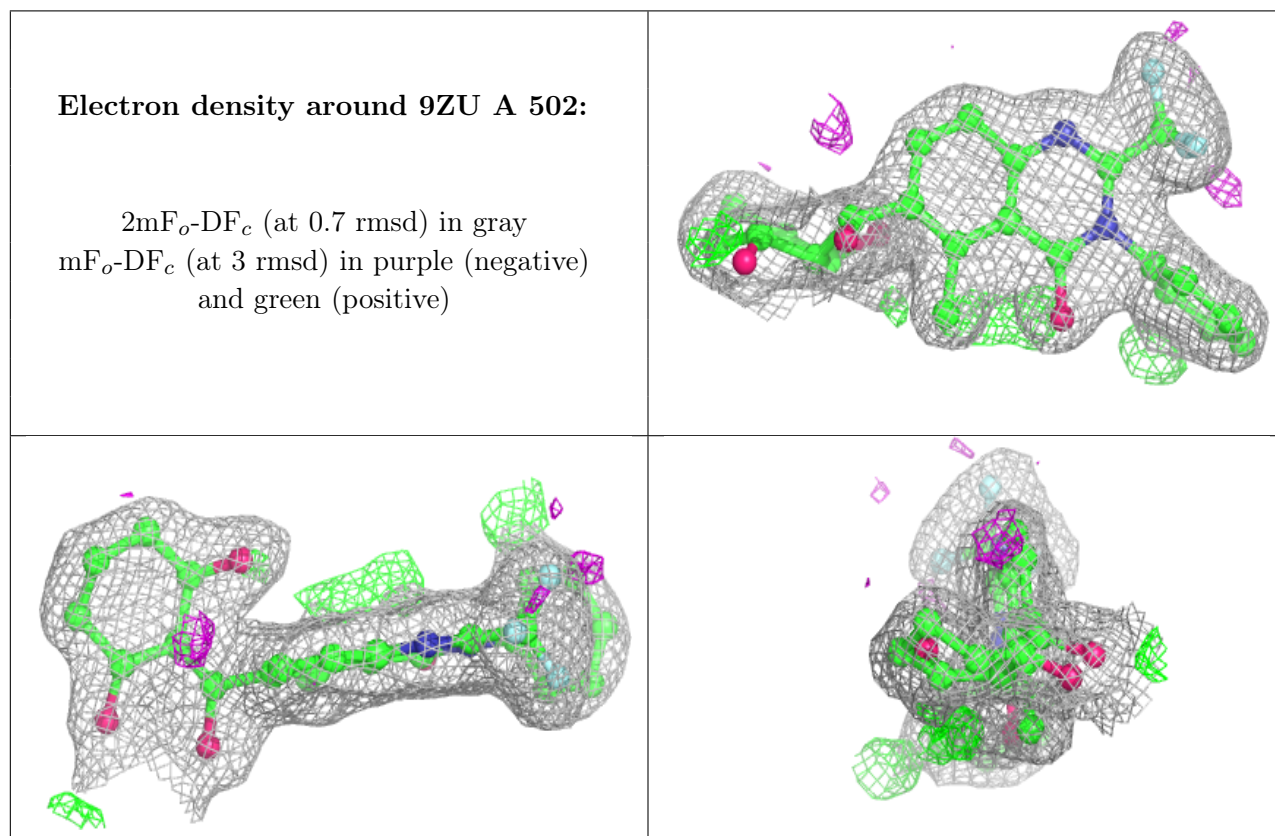 Electron density around 9ZU A 502:
2mFo-DFc (at 0.7 rmsd) in gray
mFo-DFc (at 3 rmsd) in purple (negative)
and green (positive)